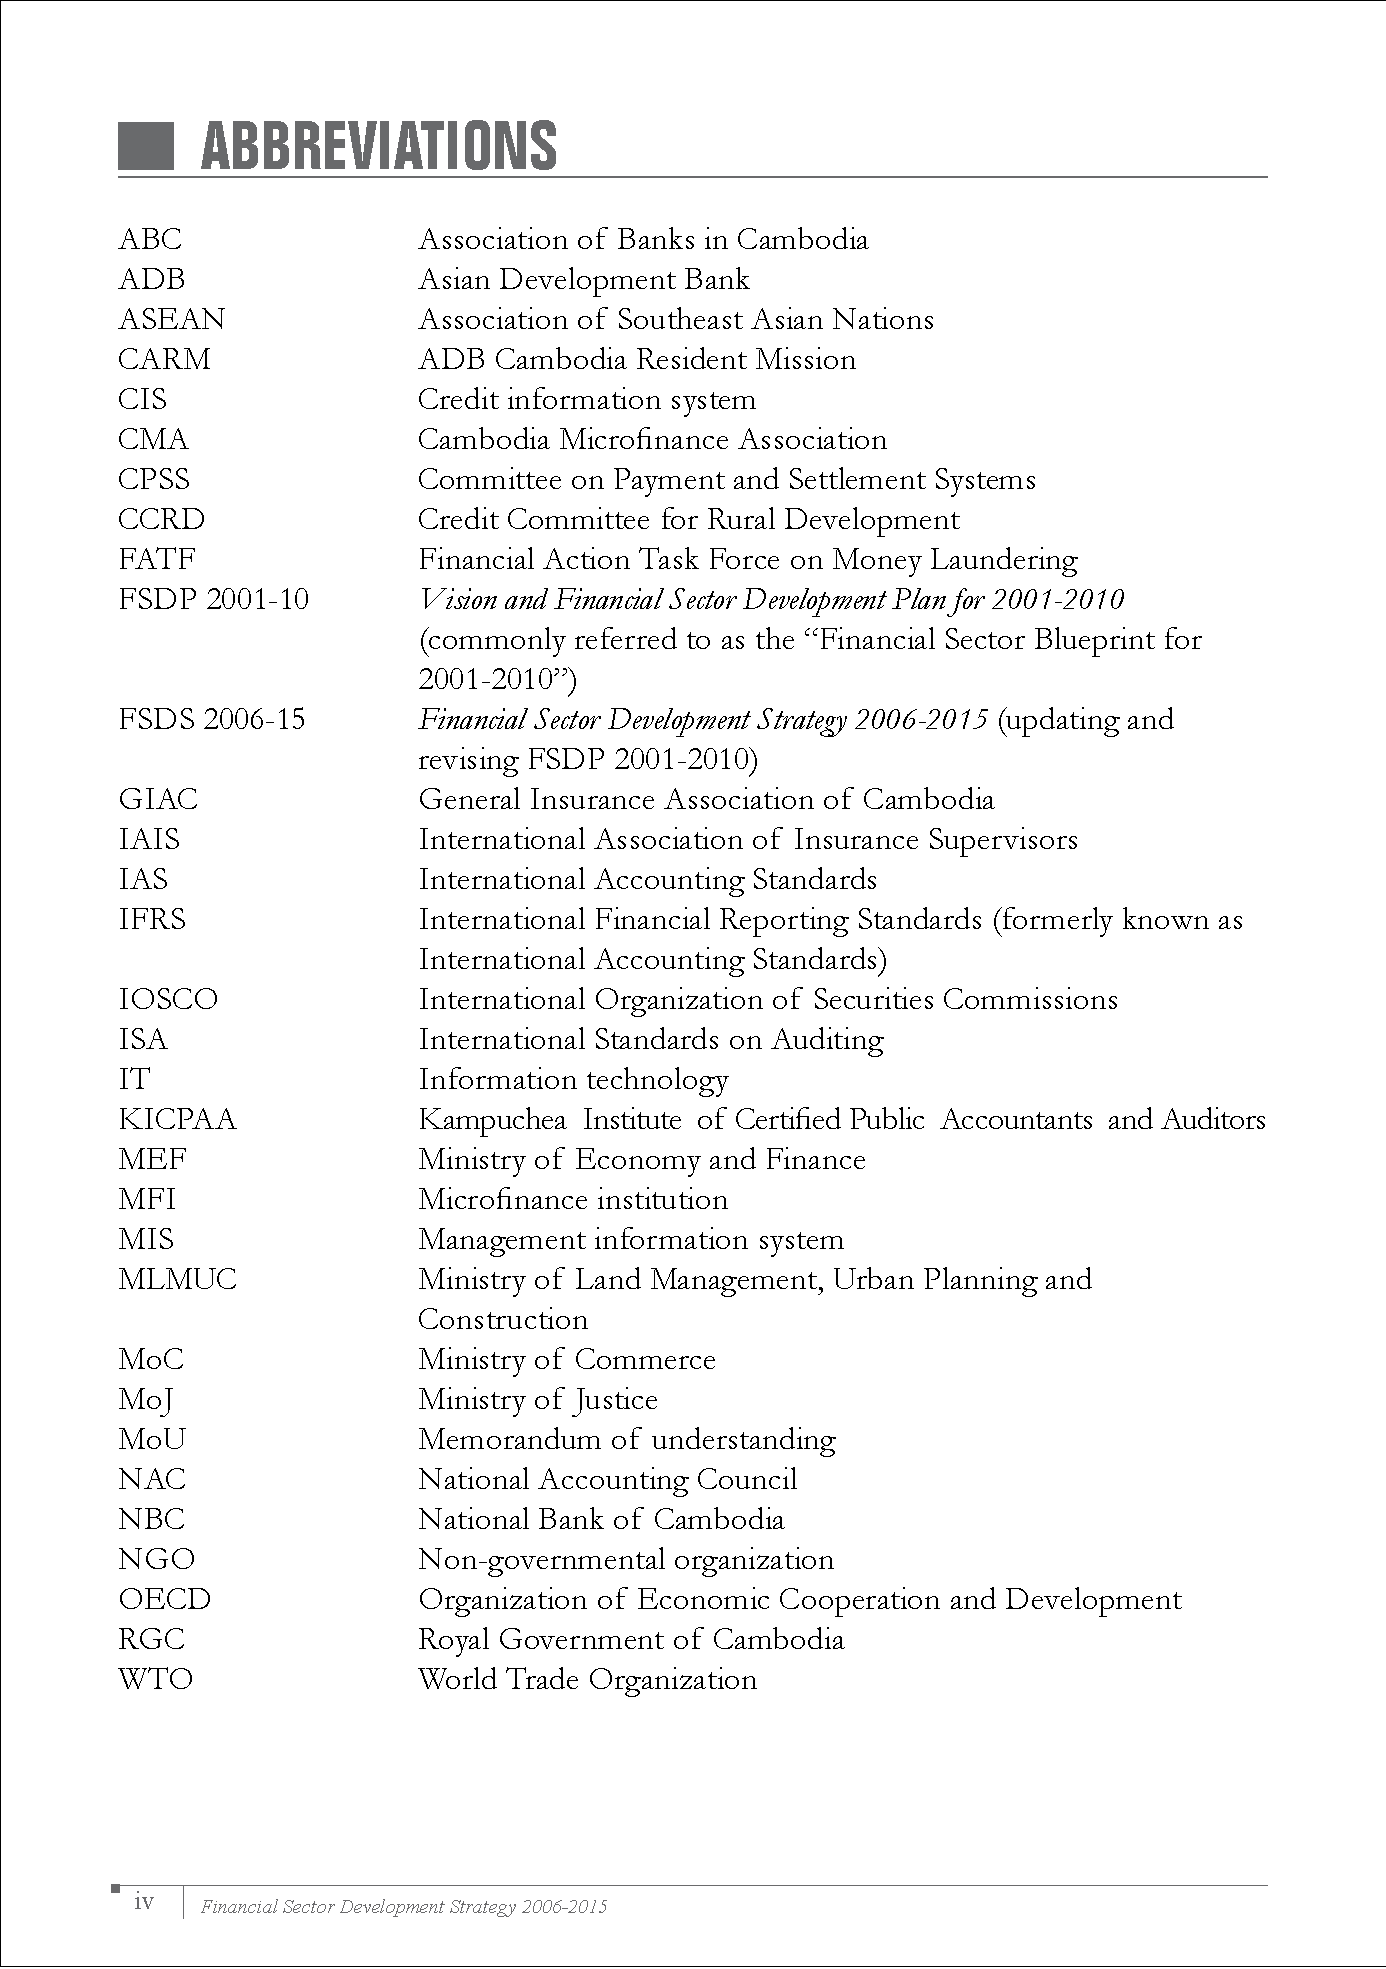 ABBREVIATIONS
ABC Association of Banks in Cambodia
ADB Asian Development Bank
ASEAN Association of Southeast Asian Nations
CARM ADB Cambodia Resident Mission
CIS Credit information system
CMA Cambodia Microfinance Association
CPSS Committee on Payment and Settlement Systems
CCRD Credit Committee for Rural Development
FATF Financial Action Task Force on Money Laundering
FSDP 2001-10 Vision and Financial Sector Development Plan for 2001-2010
(commonly referred to as the “Financial Sector Blueprint for
2001-2010”)
FSDS 2006-15 Financial Sector Development Strategy 2006-2015 (updating and
revising FSDP 2001-2010)
GIAC General Insurance Association of Cambodia
IAIS International Association of Insurance Supervisors
IAS International Accounting Standards
IFRS International Financial Reporting Standards (formerly known as
International Accounting Standards)
IOSCO International Organization of Securities Commissions
ISA International Standards on Auditing
IT Information technology
KICPAA Kampuchea Institute of Certified Public Accountants and Auditors
MEF Ministry of Economy and Finance
MFI Microfinance institution
MIS Management information system
MLMUC Ministry of Land Management, Urban Planning and
Construction
MoC Ministry of Commerce
MoJ Ministry of Justice
MoU Memorandum of understanding
NAC National Accounting Council
NBC National Bank of Cambodia
NGO Non-governmental organization
OECD Organization of Economic Cooperation and Development
RGC Royal Government of Cambodia
WTO World Trade Organization
iv Financial Sector Development Strategy 2006-2015